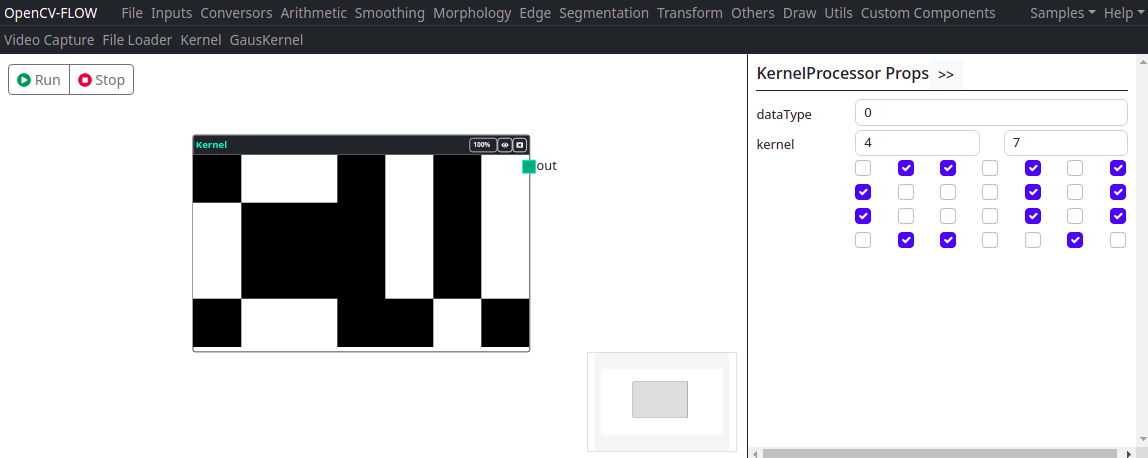 OpenCV-FLOW File Inputs Conversors Arithmetic Smoothing Morphology Edge Segmentation Transform Others Draw Utils Custom Components Samples Help
Video Capture File Loader Kernel GausKernel
Run Stop
Kernel 100%
out
KernelProcessor Props >>
dataType 0
kernel 4 7